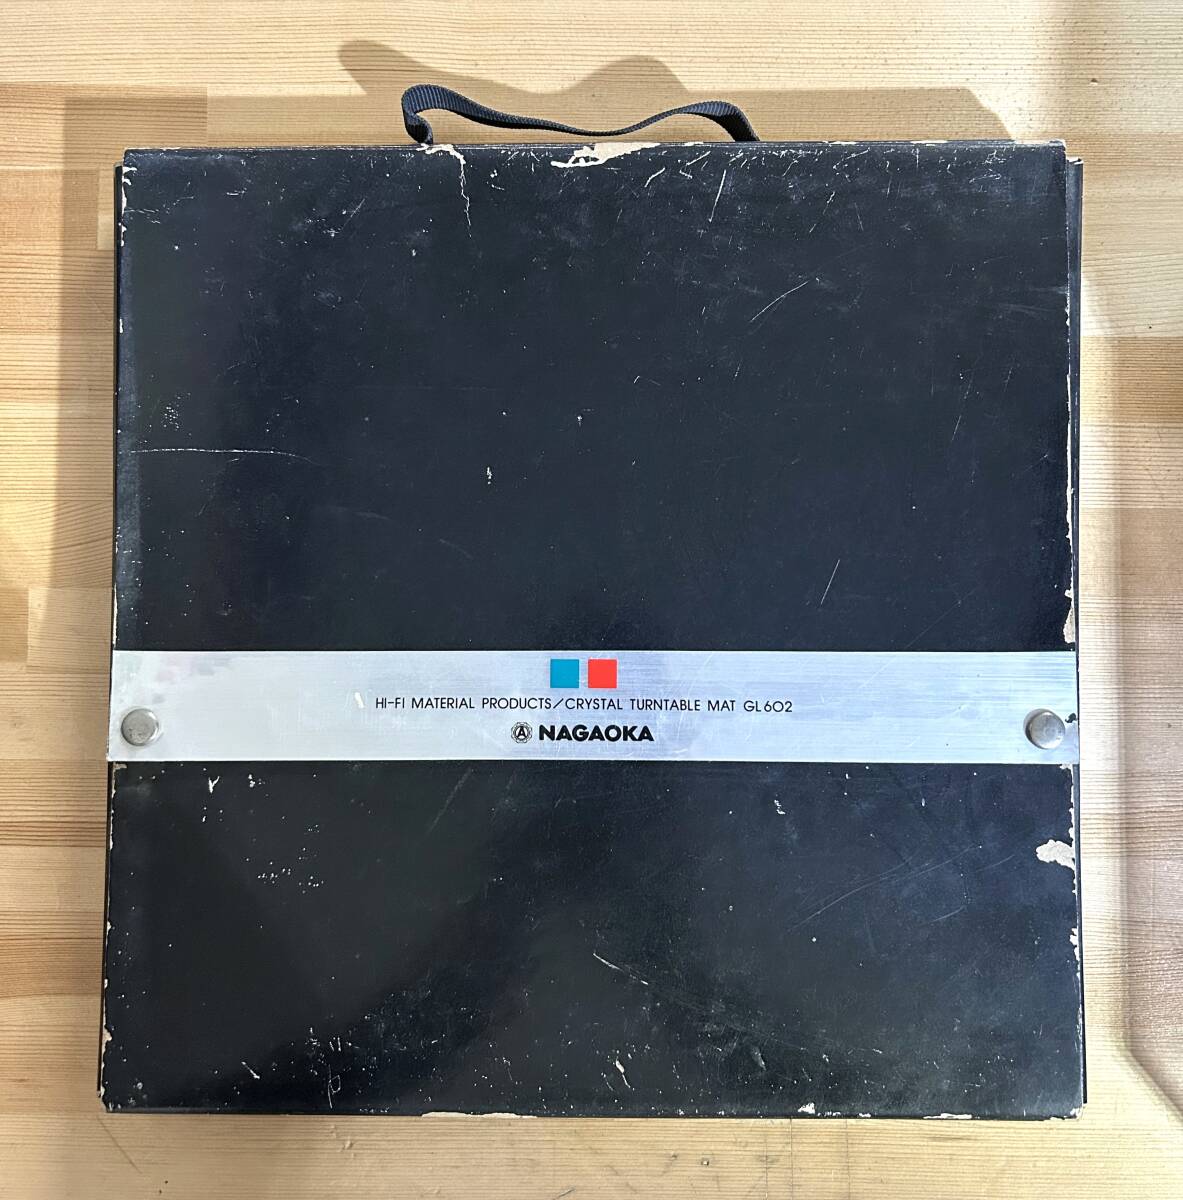 HI-FI MATERIAL PRODUCTS/CRYSTAL TURNTABLE MAT GL602
NAGAOKA